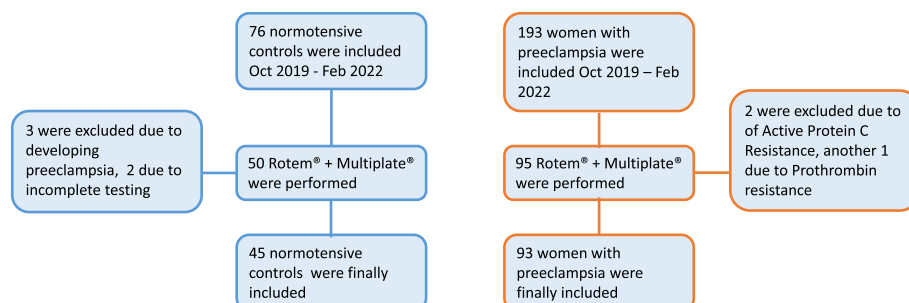 76 normotensive
controls were included
Oct 2019 - Feb 2022
193 women with
preeclampsia were
included Oct 2019 – Feb
2022
3 were excluded due to
developing
preeclampsia,  2 due to
incomplete testing
50 Rotem® + Multiplate®
were performed
95 Rotem® + Multiplate®
were performed
2 were excluded due to
of Active Protein C
Resistance, another 1
due to Prothrombin
resistance
45 normotensive
controls  were finally
included
93 women with
preeclampsia were
finally included